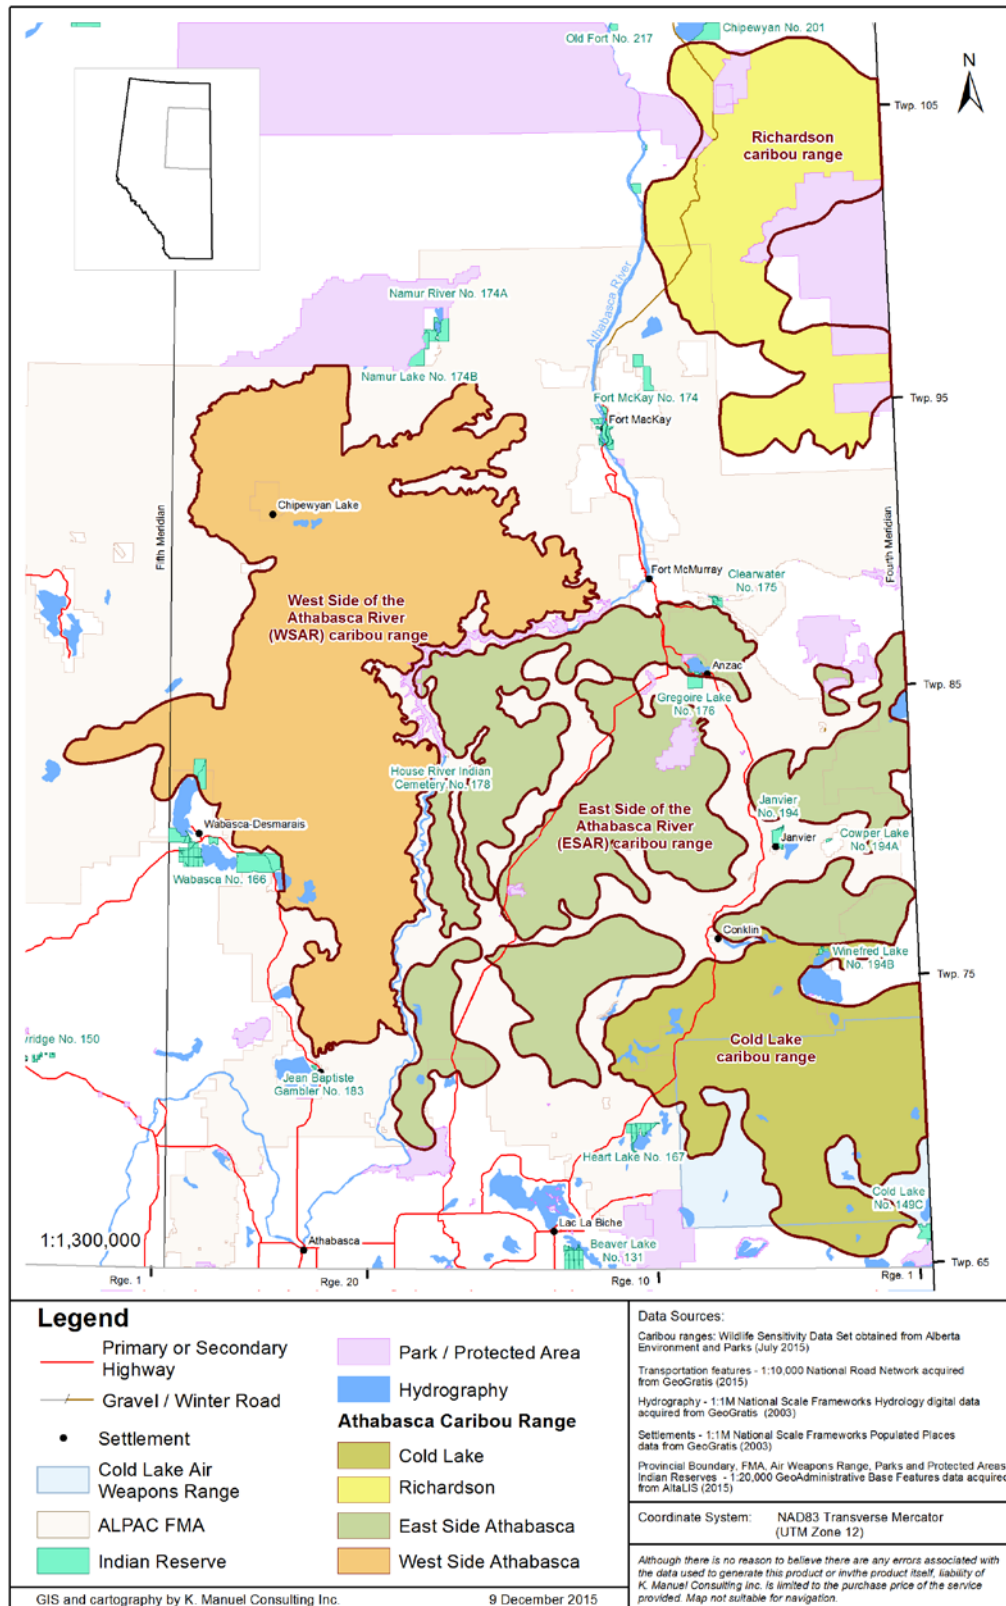 Old Fort No. 217
Chipewyan No. 201
N
Twp. 105
Richardson
caribou range
Athabasca River
Namur River No. 174A
Namur Lake No. 174B
Fort McKay No. 174
Fort MacKay
Twp. 95
Chipewyan Lake
Fifth Meridian
Fourth Meridian
Fort McMurray
Clearwater
No. 175
West Side of the
Athabasca River
(WSAR) caribou range
Anzac
Gregoire Lake
No. 176
Twp. 85
House River Indian
Cemetery No. 178
East Side of the
Athabasca River
(ESAR) caribou range
Janvier
No. 194
Janvier
Cowper Lake
No. 194A
Wabasca-Desmarais
Wabasca No. 166
Conklin
Winefred Lake
No. 194B
Twp. 75
Cold Lake
caribou range
ridge No. 150
Jean Baptiste
Gambler No. 183
Heart Lake No. 167
Cold Lake
No. 149C
Lac La Biche
Beaver Lake
No. 131
Athabasca
1:1,300,000
Twp. 65
Rge. 1
Rge. 20
Rge. 10
Rge. 1
Legend
Primary or Secondary
Highway
Gravel / Winter Road
Settlement
Cold Lake Air
Weapons Range
ALPAC FMA
Indian Reserve
Park / Protected Area
Hydrography
Athabasca Caribou Range
Cold Lake
Richardson
East Side Athabasca
West Side Athabasca
GIS and cartography by K. Manuel Consulting Inc.
9 December 2015
Data Sources:
Caribou ranges: Wildlife Sensitivity Data Set obtained from Alberta
Environment and Parks (July 2015)
Transportation features - 1:10,000 National Road Network acquired
from GeoGratis (2015)
Hydrography - 1:1M National Scale Frameworks Hydrology digital data
acquired from GeoGratis (2003)
Settlements - 1:1M National Scale Frameworks Populated Places
data from GeoGratis (2003)
Provincial Boundary, FMA, Air Weapons Range, Parks and Protected Areas
Indian Reserves - 1:20,000 GeoAdministrative Base Features data acquired
from AltaLIS (2015)
Coordinate System: NAD83 Transverse Mercator
(UTM Zone 12)
Although there is no reason to believe there are any errors associated with
the data used to generate this product or invthe product itself, liability of
K. Manuel Consulting Inc. is limited to the purchase price of the service
provided. Map not suitable for navigation.